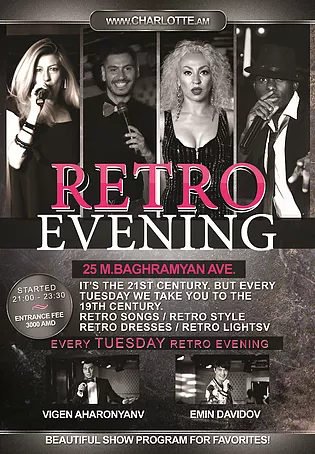 WWW.CHARLOTTE.AM
RETRO
EVENING
25 M.BAGHRAMYAN AVE.
STARTED
21:00 - 23:30
ENTRANCE FEE
3000 AMD
IT'S THE 21ST CENTURY. BUT EVERY
TUESDAY WE TAKE YOU TO THE
19TH CENTURY.
RETRO SONGS / RETRO STYLE
RETRO DRESSES / RETRO LIGHTSV
EVERY TUESDAY RETRO EVENING
VIGEN AHARONYANV
EMIN DAVIDOV
BEAUTIFUL SHOW PROGRAM FOR FAVORITES!